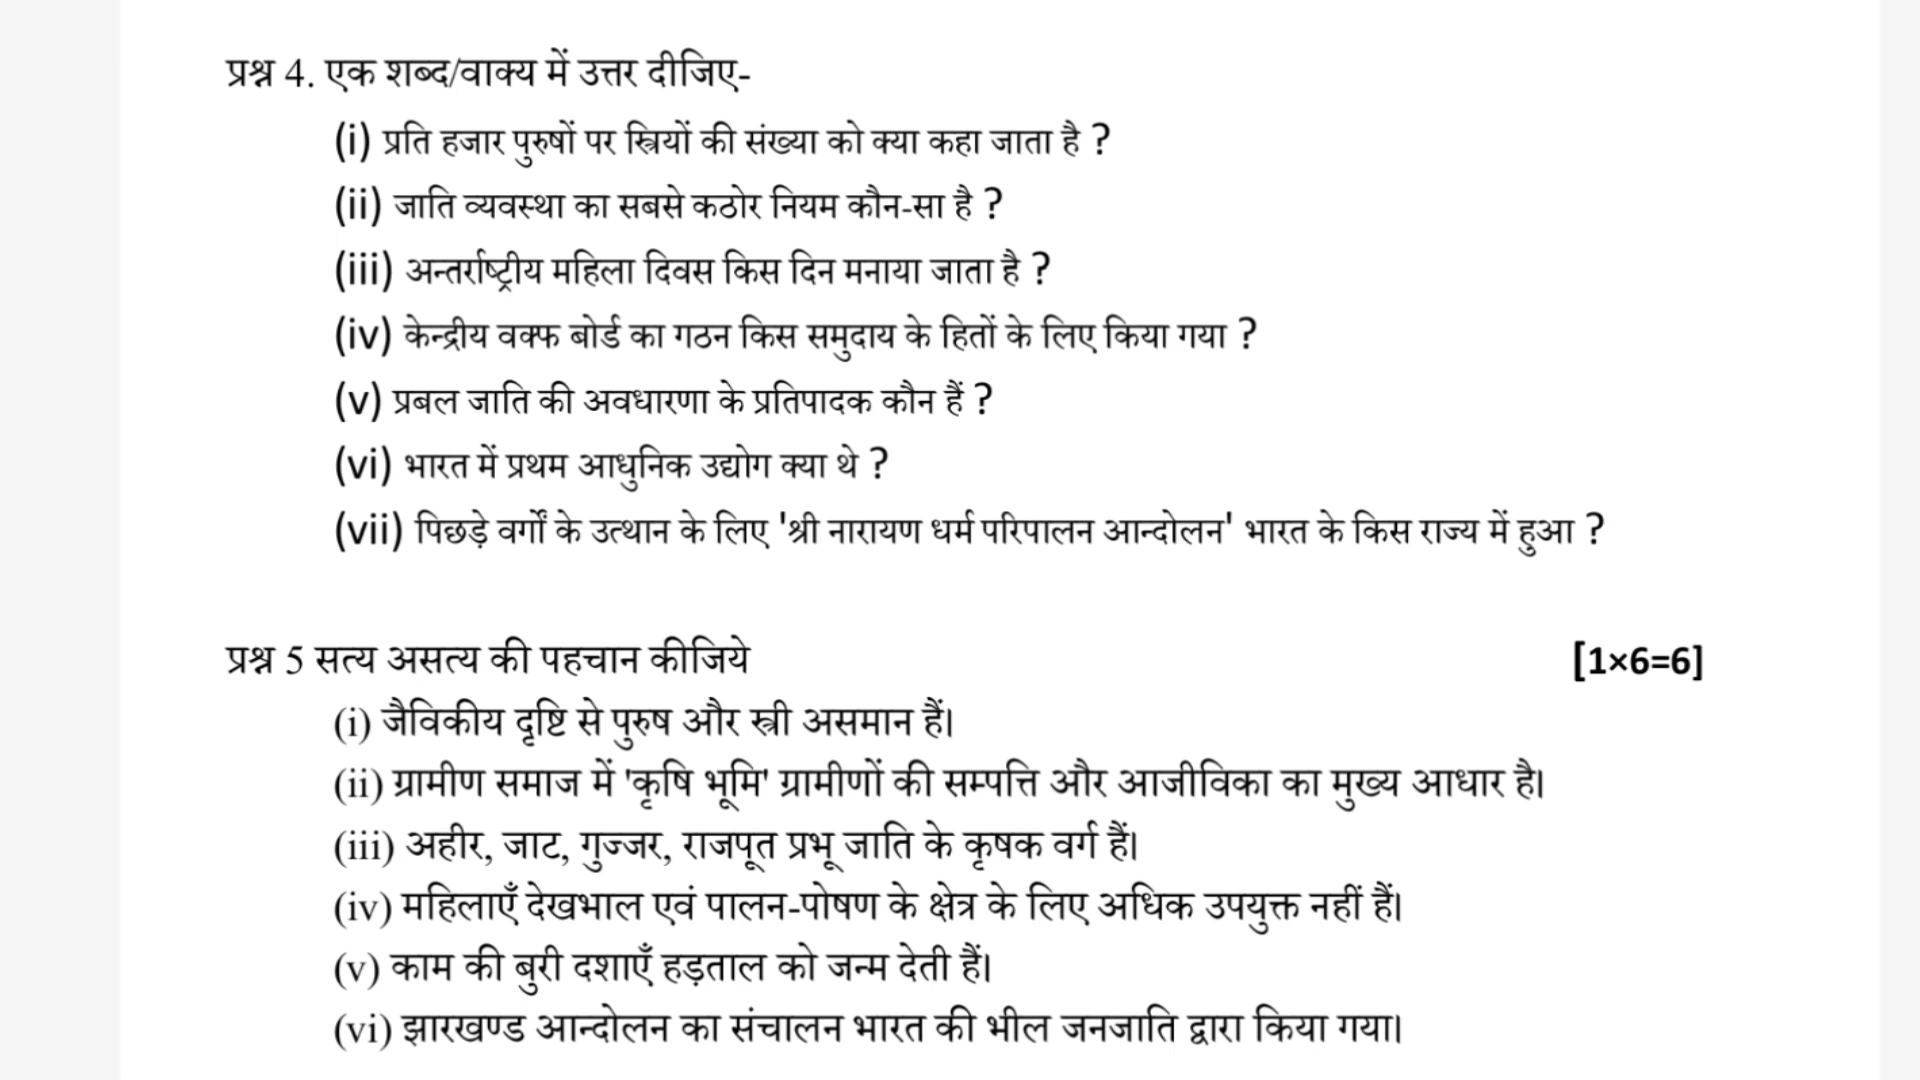 प्रश्न 4. एक शब्द/वाक्य में उत्तर दीजिए-
(i) प्रति हजार पुरुषों पर स्त्रियों की संख्या को क्या कहा जाता है ?
(ii) जाति व्यवस्था का सबसे कठोर नियम कौन-सा है ?
(iii) अन्तर्राष्ट्रीय महिला दिवस किस दिन मनाया जाता है ?
(iv) केन्द्रीय वक्फ बोर्ड का गठन किस समुदाय के हितों के लिए किया गया ?
(v) प्रबल जाति की अवधारणा के प्रतिपादक कौन हैं ?
(vi) भारत में प्रथम आधुनिक उद्योग क्या थे ?
(vii) पिछड़े वर्गों के उत्थान के लिए 'श्री नारायण धर्म परिपालन आन्दोलन' भारत के किस राज्य में हुआ ?
प्रश्न 5 सत्य असत्य की पहचान कीजिये [1×6=6]
(i) जैविकीय दृष्टि से पुरुष और स्त्री असमान हैं।
(ii) ग्रामीण समाज में 'कृषि भूमि' ग्रामीणों की सम्पत्ति और आजीविका का मुख्य आधार है।
(iii) अहीर, जाट, गुज्जर, राजपूत प्रभू जाति के कृषक वर्ग हैं।
(iv) महिलाएँ देखभाल एवं पालन-पोषण के क्षेत्र के लिए अधिक उपयुक्त नहीं हैं।
(v) काम की बुरी दशाएँ हड़ताल को जन्म देती हैं।
(vi) झारखण्ड आन्दोलन का संचालन भारत की भील जनजाति द्वारा किया गया।